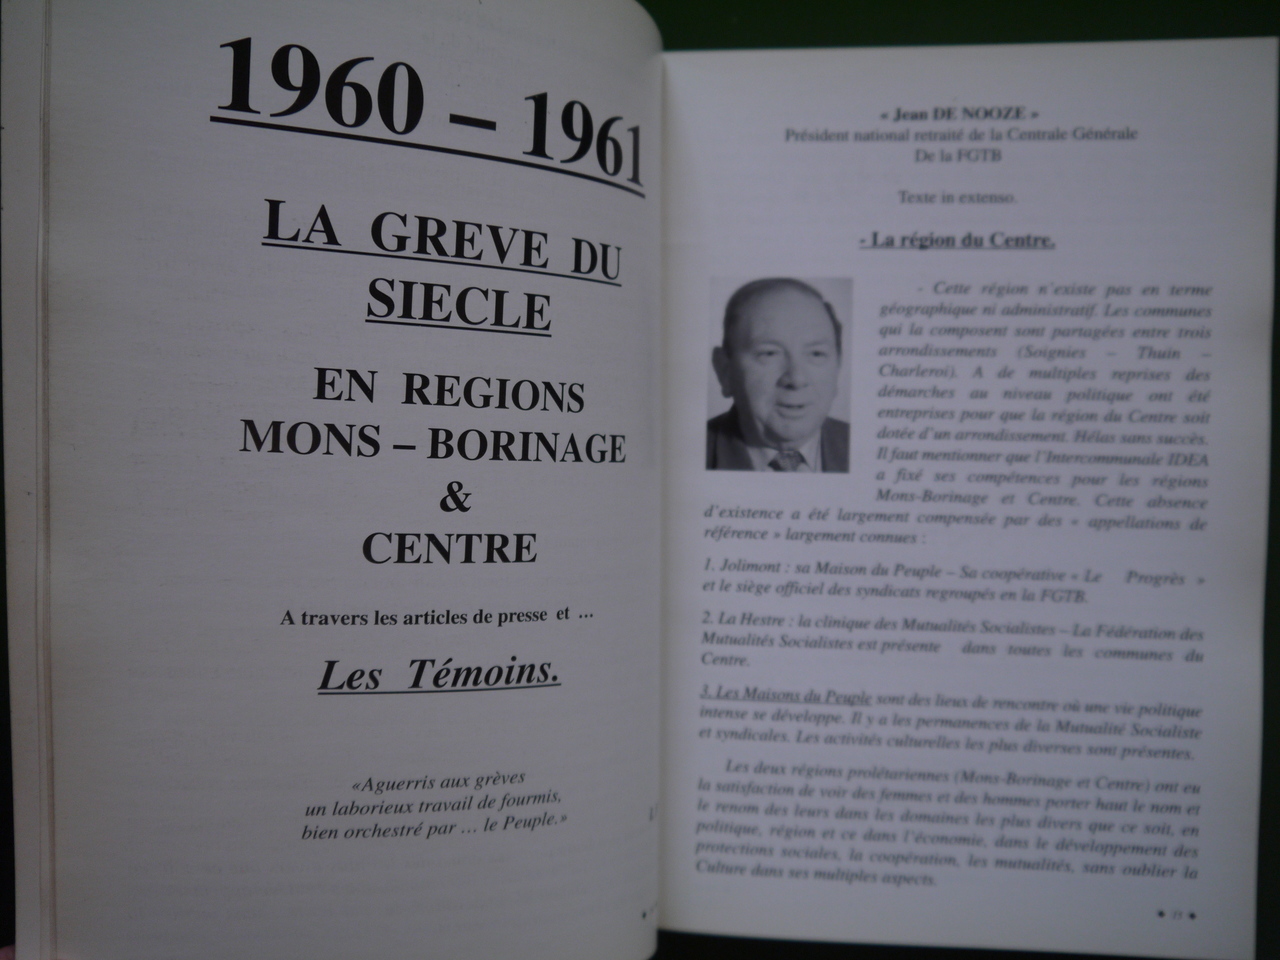 1960 – 1961
LA GREVE DU
SIECLE
EN REGIONS
MONS – BORINAGE
&
CENTRE
A travers les articles de presse et ...
Les Témoins.
«Aguerris aux grèves
un laborieux travail de fourmis,
bien orchestré par ... le Peuple.»
« Jean DE NOOZE »
Président national retraité de la Centrale Générale
De la FGTB
Texte in extenso.
- La région du Centre.
- Cette région n'existe pas en terme
géographique ni administratif. Les communes
qui la composent sont partagées entre trois
arrondissements (Soignies – Thuin –
Charleroi). A de multiples reprises des
démarches au niveau politique ont été
entreprises pour que la région du Centre soit
dotée d'un arrondissement. Hélas sans succès.
Il faut mentionner que l'Intercommunale IDEA
a fixé ses compétences pour les régions
Mons-Borinage et Centre. Cette absence
d'existence a été largement compensée par des « appellations de
référence » largement connues :
1. Jolimont : sa Maison du Peuple – Sa coopérative « Le Progrès »
et le siège officiel des syndicats regroupés en la FGTB.
2. La Hestre : la clinique des Mutualités Socialistes – La Fédération des
Mutualités Socialistes est présente dans toutes les communes du
Centre.
3. Les Maisons du Peuple sont des lieux de rencontre où une vie politique
intense se développe. Il y a les permanences de la Mutualité Socialiste
et syndicales. Les activités culturelles les plus diverses sont présentes.
Les deux régions prolétariennes (Mons-Borinage et Centre) ont eu
la satisfaction de voir des femmes et des hommes porter haut le nom et
le renom des leurs dans les domaines les plus divers que ce soit, en
politique, région et ce dans l'économie, dans le développement des
protections sociales, la coopération, les mutualités, sans oublier la
Culture dans ses multiples aspects.